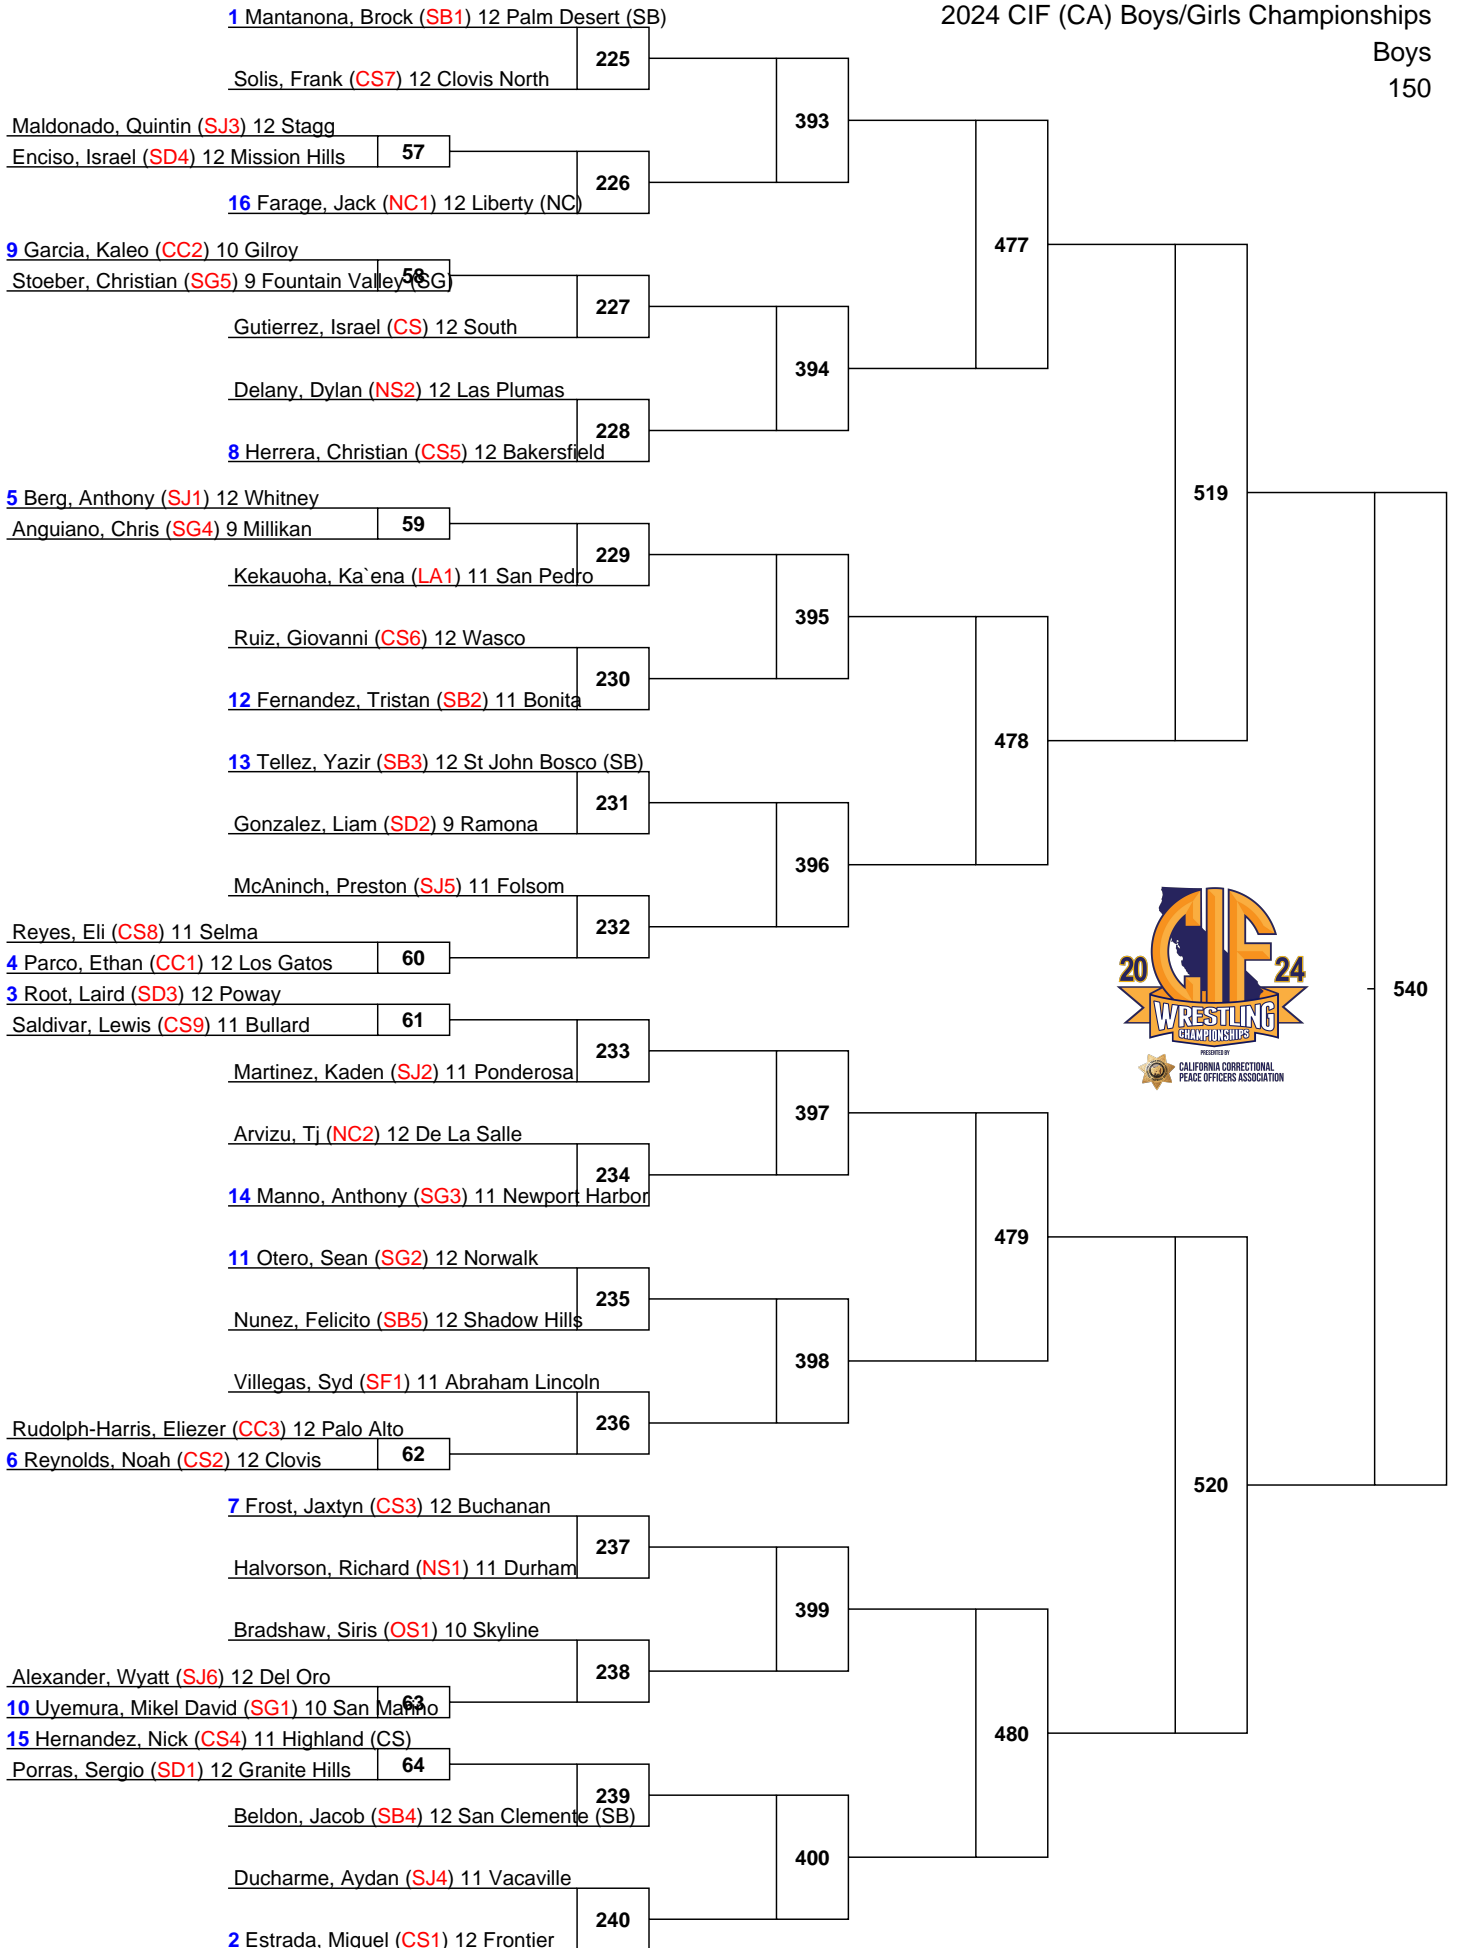 2024 CIF (CA) Boys/Girls Championships
Boys
150
1 Mantanona, Brock (SB1) 12 Palm Desert (SB)
225
Solis, Frank (CS7) 12 Clovis North
393
Maldonado, Quintin (SJ3) 12 Stagg
57
Enciso, Israel (SD4) 12 Mission Hills
226
16 Farage, Jack (NC1) 12 Liberty (NC)
477
9 Garcia, Kaleo (CC2) 10 Gilroy
58
Stoeber, Christian (SG5) 9 Fountain Valley (SG)
227
Gutierrez, Israel (CS) 12 South
394
Delany, Dylan (NS2) 12 Las Plumas
228
8 Herrera, Christian (CS5) 12 Bakersfield
519
5 Berg, Anthony (SJ1) 12 Whitney
59
Anguiano, Chris (SG4) 9 Millikan
229
Kekauoha, Ka`ena (LA1) 11 San Pedro
395
Ruiz, Giovanni (CS6) 12 Wasco
230
12 Fernandez, Tristan (SB2) 11 Bonita
478
13 Tellez, Yazir (SB3) 12 St John Bosco (SB)
231
Gonzalez, Liam (SD2) 9 Ramona
396
McAninch, Preston (SJ5) 11 Folsom
232
Reyes, Eli (CS8) 11 Selma
60
4 Parco, Ethan (CC1) 12 Los Gatos
20 CIF 24
WRESTLING
CHAMPIONSHIPS
PRESENTED BY
CALIFORNIA CORRECTIONAL
PEACE OFFICERS ASSOCIATION
540
3 Root, Laird (SD3) 12 Poway
61
Saldivar, Lewis (CS9) 11 Bullard
233
Martinez, Kaden (SJ2) 11 Ponderosa
397
Arvizu, Tj (NC2) 12 De La Salle
234
14 Manno, Anthony (SG3) 11 Newport Harbor
479
11 Otero, Sean (SG2) 12 Norwalk
235
Nunez, Felicito (SB5) 12 Shadow Hills
398
Villegas, Syd (SF1) 11 Abraham Lincoln
236
Rudolph-Harris, Eliezer (CC3) 12 Palo Alto
62
6 Reynolds, Noah (CS2) 12 Clovis
520
7 Frost, Jaxtyn (CS3) 12 Buchanan
237
Halvorson, Richard (NS1) 11 Durham
399
Bradshaw, Siris (OS1) 10 Skyline
238
Alexander, Wyatt (SJ6) 12 Del Oro
63
10 Uyemura, Mikel David (SG1) 10 San Marino
480
15 Hernandez, Nick (CS4) 11 Highland (CS)
64
Porras, Sergio (SD1) 12 Granite Hills
239
Beldon, Jacob (SB4) 12 San Clemente (SB)
400
Ducharme, Aydan (SJ4) 11 Vacaville
240
2 Estrada, Miguel (CS1) 12 Frontier